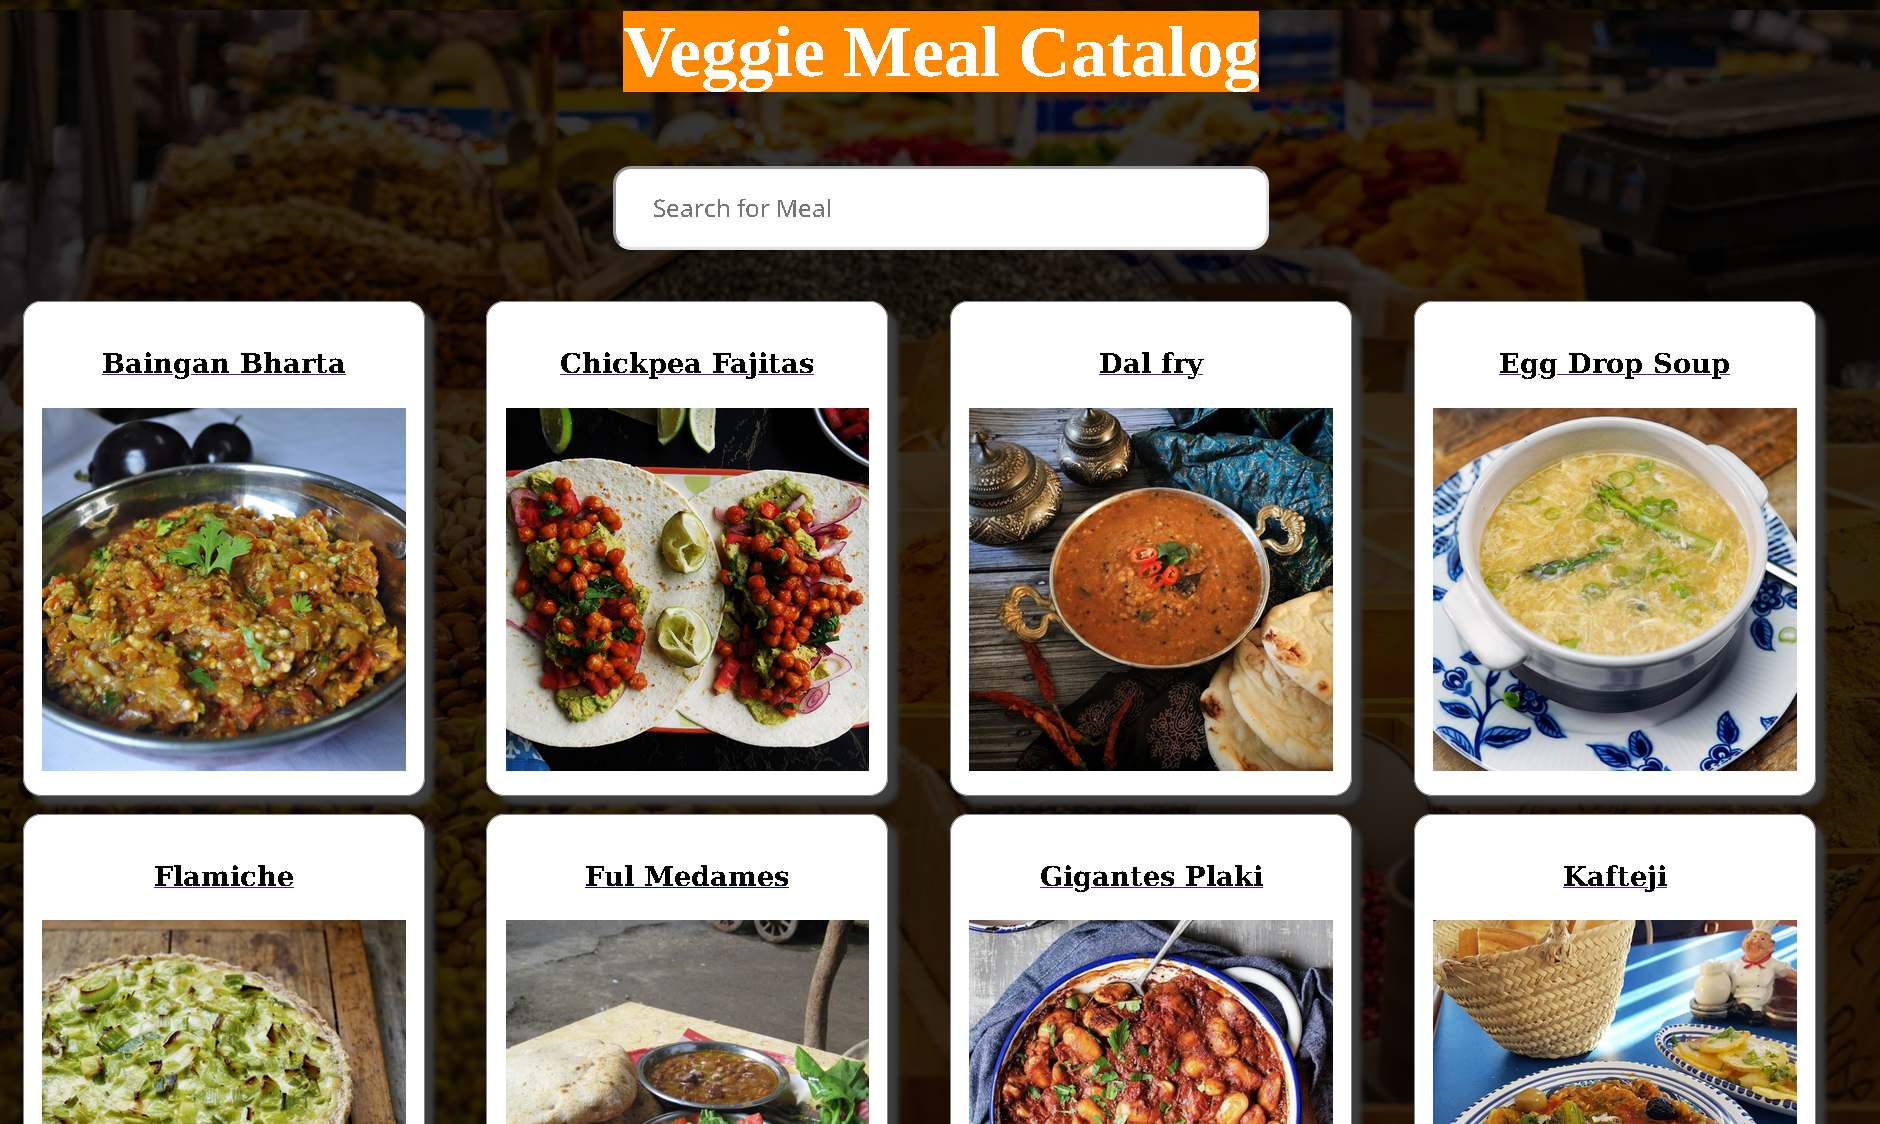 Veggie Meal Catalog
Search for Meal
Baingan Bharta
Chickpea Fajitas
Dal fry
Egg Drop Soup
Flamiche
Ful Medames
Gigantes Plaki
Kafteji